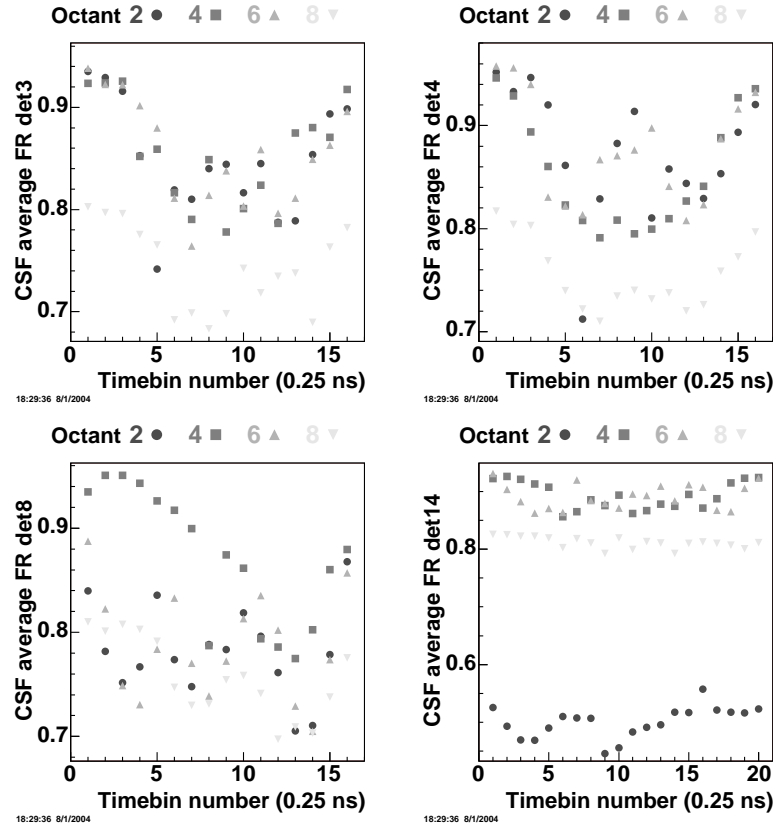 Octant 2 4 6 8
CSF average FR det3
0.9
0.8
0.7
0 5 10 15
Timebin number (0.25 ns)
18:29:36 8/1/2004
Octant 2 4 6 8
CSF average FR det4
0.9
0.8
0.7
0 5 10 15
Timebin number (0.25 ns)
18:29:36 8/1/2004
Octant 2 4 6 8
CSF average FR det8
0.9
0.8
0.7
0 5 10 15
Timebin number (0.25 ns)
18:29:36 8/1/2004
Octant 2 4 6 8
CSF average FR det14
0.8
0.6
0 5 10 15 20
Timebin number (0.25 ns)
18:29:36 8/1/2004